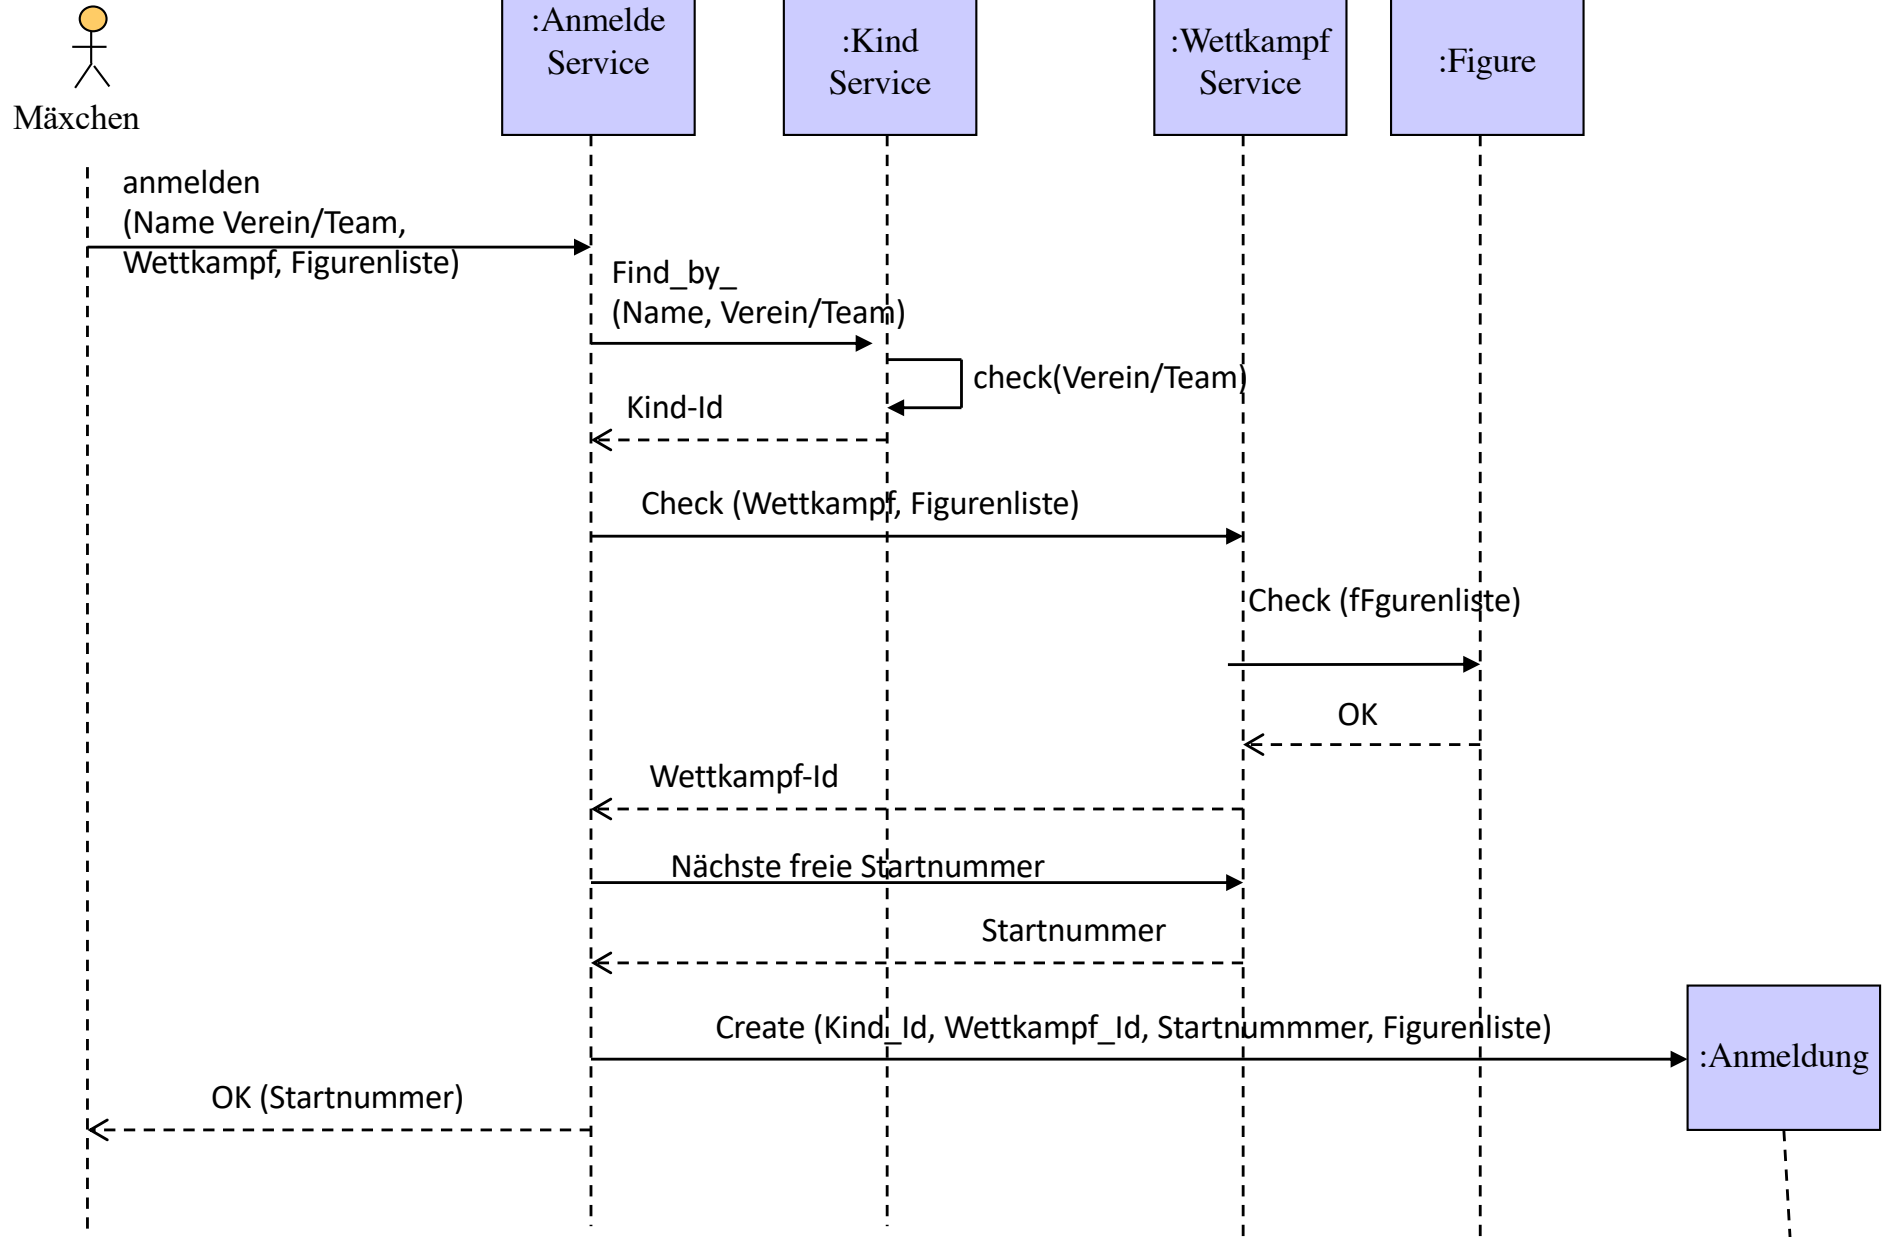 :Anmelde
Service
:Kind
Service
:Wettkampf
Service
:Figure
Mäxchen
anmelden
(Name Verein/Team,
Wettkampf, Figurenliste)
Find_by_
(Name, Verein/Team)
check(Verein/Team)
Kind-Id
Check (Wettkampf, Figurenliste)
Check (fFgurenliste)
OK
Wettkampf-Id
Nächste freie Startnummer
Startnummer
Create (Kind_Id, Wettkampf_Id, Startnummmer, Figurenliste)
:Anmeldung
OK (Startnummer)